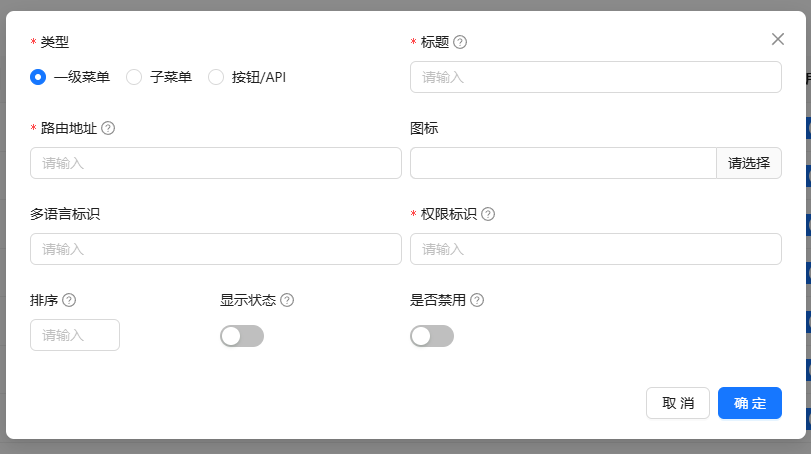 * 类型
* 标题
一级菜单 子菜单 按钮/API
请输入
* 路由地址
图标
请输入
请选择
多语言标识
* 权限标识
请输入
请输入
排序
显示状态
是否禁用
请输入
取 消
确 定